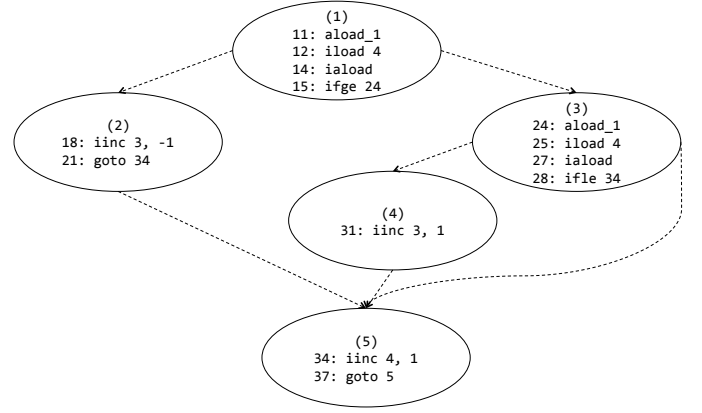 (1)
11: aload_1
12: iload 4
14: iaload
15: ifge 24
(2)
18: iinc 3, -1
21: goto 34
(3)
24: aload_1
25: iload 4
27: iaload
28: ifle 34
(4)
31: iinc 3, 1
(5)
34: iinc 4, 1
37: goto 5